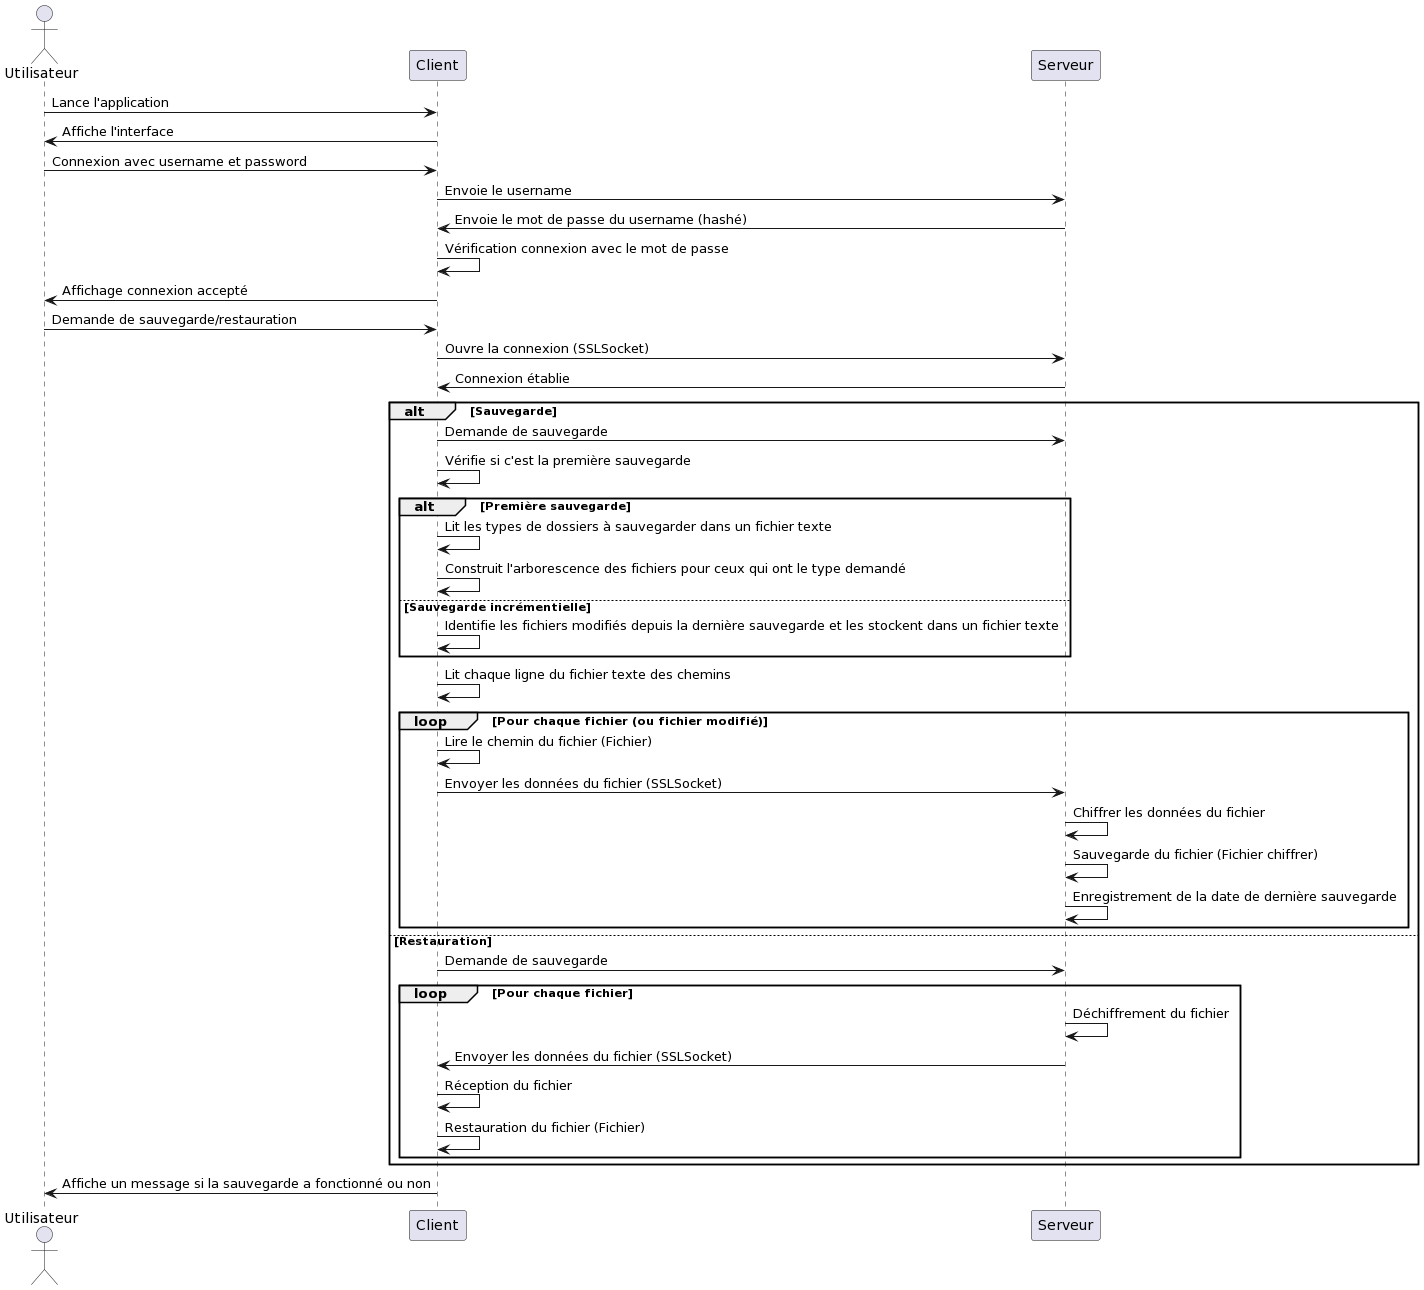 Utilisateur
Client
Serveur
Lance l'application
Affiche l'interface
Connexion avec username et password
Envoie le username
Envoie le mot de passe du username (hashé)
Vérification connexion avec le mot de passe
Affichage connexion accepté
Demande de sauvegarde/restauration
Ouvre la connexion (SSLSocket)
Connexion établie
alt [Sauvegarde]
Demande de sauvegarde
Vérifie si c'est la première sauvegarde
alt [Première sauvegarde]
Lit les types de dossiers à sauvegarder dans un fichier texte
Construit l'arborescence des fichiers pour ceux qui ont le type demandé
[Sauvegarde incrémentielle]
Identifie les fichiers modifiés depuis la dernière sauvegarde et les stockent dans un fichier texte
Lit chaque ligne du fichier texte des chemins
loop [Pour chaque fichier (ou fichier modifié)]
Lire le chemin du fichier (Fichier)
Envoyer les données du fichier (SSLSocket)
Chiffrer les données du fichier
Sauvegarde du fichier (Fichier chiffrer)
Enregistrement de la date de dernière sauvegarde
[Restauration]
Demande de sauvegarde
loop [Pour chaque fichier]
Déchiffrement du fichier
Envoyer les données du fichier (SSLSocket)
Réception du fichier
Restauration du fichier (Fichier)
Affiche un message si la sauvegarde a fonctionné ou non
Utilisateur
Client
Serveur